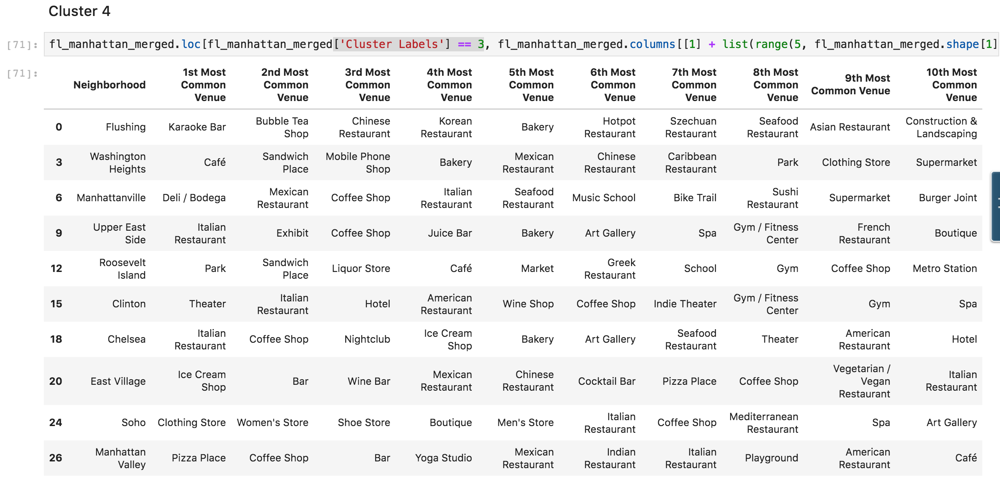 Cluster 4
[71]: fl_manhattan_merged.loc[fl_manhattan_merged['Cluster Labels'] == 3, fl_manhattan_merged.columns[[1] + list(range(5, fl_manhattan_merged.shape[1]
[71]:
Neighborhood 1st Most Common Venue 2nd Most Common Venue 3rd Most Common Venue 4th Most Common Venue 5th Most Common Venue 6th Most Common Venue 7th Most Common Venue 8th Most Common Venue 9th Most Common Venue 10th Most Common Venue
0 Flushing Karaoke Bar Bubble Tea Shop Chinese Restaurant Korean Restaurant Bakery Hotpot Restaurant Szechuan Restaurant Seafood Restaurant Asian Restaurant Construction & Landscaping
3 Washington Heights Café Sandwich Place Mobile Phone Shop Bakery Mexican Restaurant Chinese Restaurant Caribbean Restaurant Park Clothing Store Supermarket
6 Manhattanville Deli / Bodega Mexican Restaurant Coffee Shop Italian Restaurant Seafood Restaurant Music School Bike Trail Sushi Restaurant Supermarket Burger Joint
9 Upper East Side Italian Restaurant Exhibit Coffee Shop Juice Bar Bakery Art Gallery Spa Gym / Fitness Center French Restaurant Boutique
12 Roosevelt Island Park Sandwich Place Liquor Store Café Market Greek Restaurant School Gym Coffee Shop Metro Station
15 Clinton Theater Italian Restaurant Hotel American Restaurant Wine Shop Coffee Shop Indie Theater Gym / Fitness Center Gym Spa
18 Chelsea Italian Restaurant Coffee Shop Nightclub Ice Cream Shop Bakery Art Gallery Seafood Restaurant Theater American Restaurant Hotel
20 East Village Ice Cream Shop Bar Wine Bar Mexican Restaurant Chinese Restaurant Cocktail Bar Pizza Place Coffee Shop Vegetarian / Vegan Restaurant Italian Restaurant
24 Soho Clothing Store Women's Store Shoe Store Boutique Men's Store Italian Restaurant Coffee Shop Mediterranean Restaurant Spa Art Gallery
26 Manhattan Valley Pizza Place Coffee Shop Bar Yoga Studio Mexican Restaurant Indian Restaurant Italian Restaurant Playground American Restaurant Café